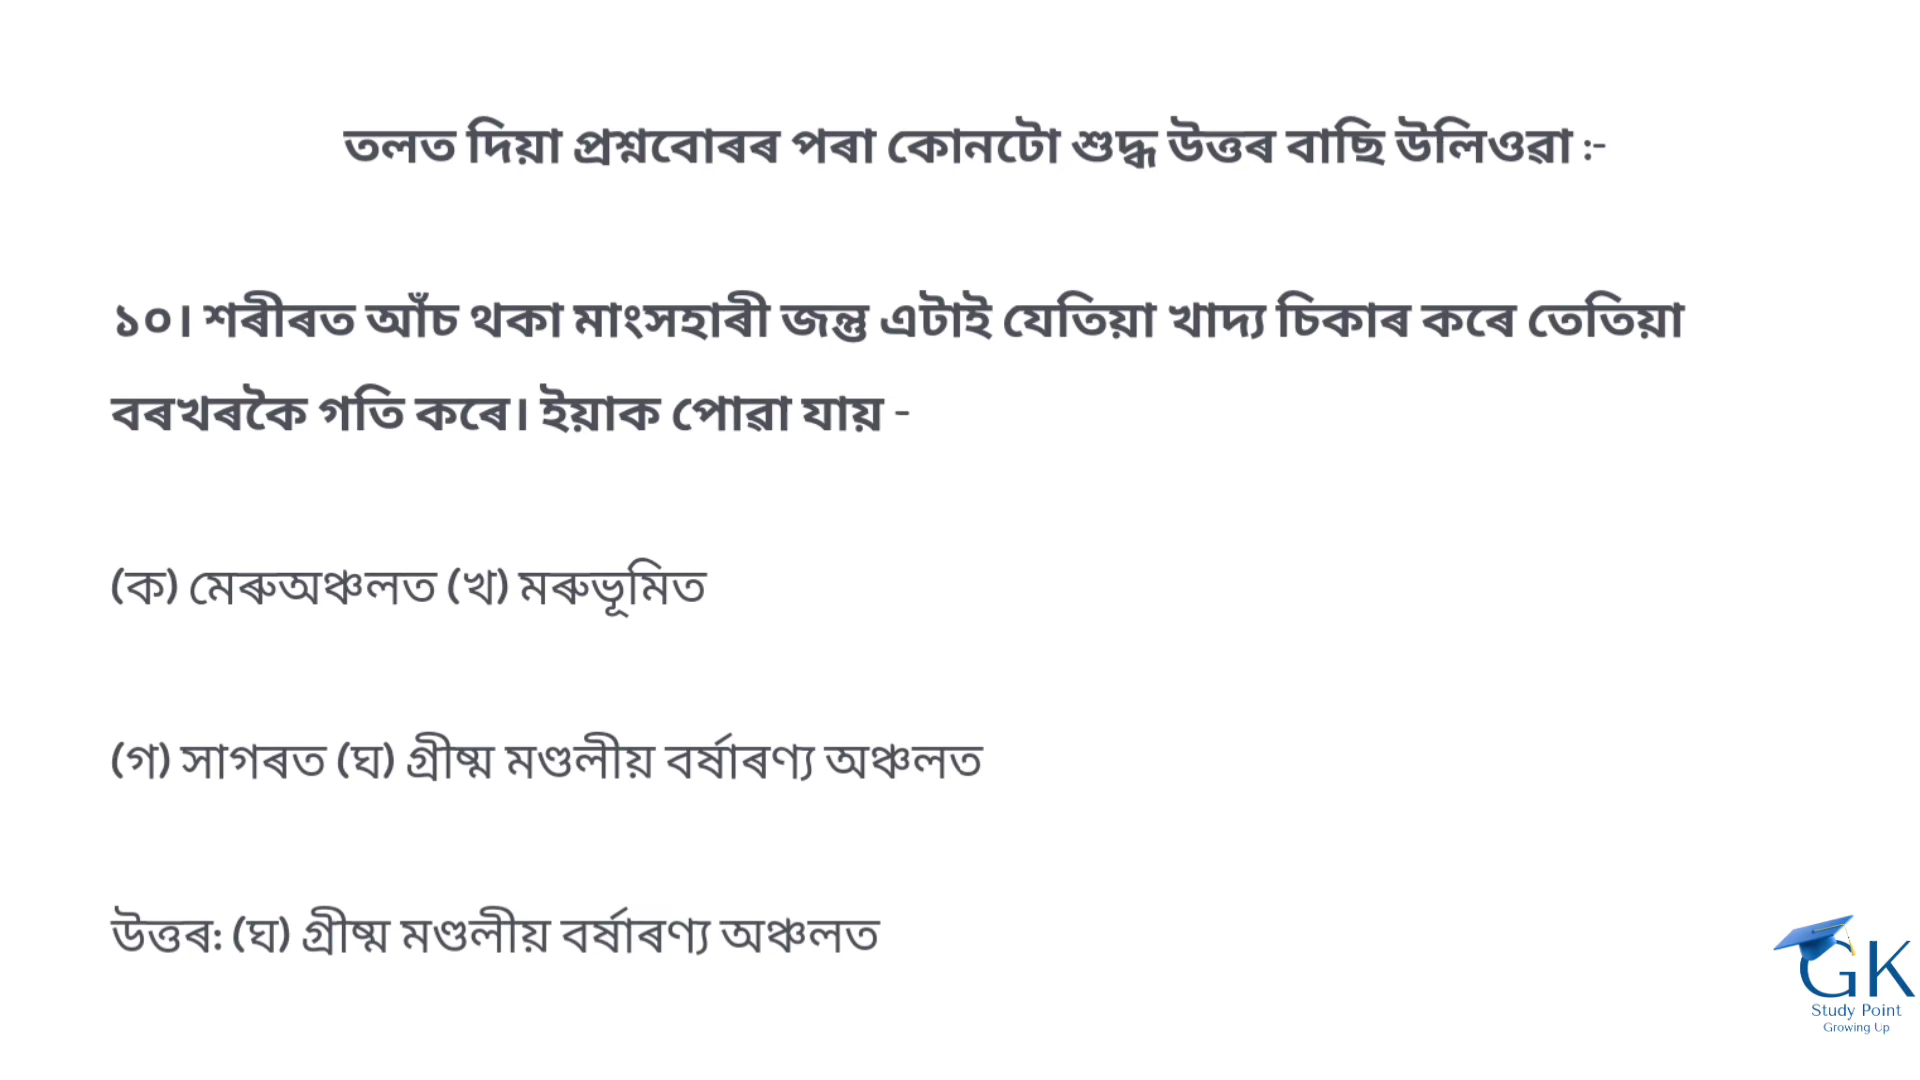 তলত দিয়া প্ৰশ্নবোৰৰ পৰা কোনটো শুদ্ধ উত্তৰ বাছি উলিওৱা :-
১০। শৰীৰত আঁচ থকা মাংসহাৰী জন্তু এটাই যেতিয়া খাদ্য চিকাৰ কৰে তেতিয়া
বৰখৰকৈ গতি কৰে। ইয়াক পোৱা যায় -
(ক) মেৰুঅঞ্চলত (খ) মৰুভূমিত
(গ) সাগৰত (ঘ) গ্ৰীষ্ম মণ্ডলীয় বৰ্ষাৰণ্য অঞ্চলত
উত্তৰ: (ঘ) গ্ৰীষ্ম মণ্ডলীয় বৰ্ষাৰণ্য অঞ্চলত
GK
Study Point
Growing Up